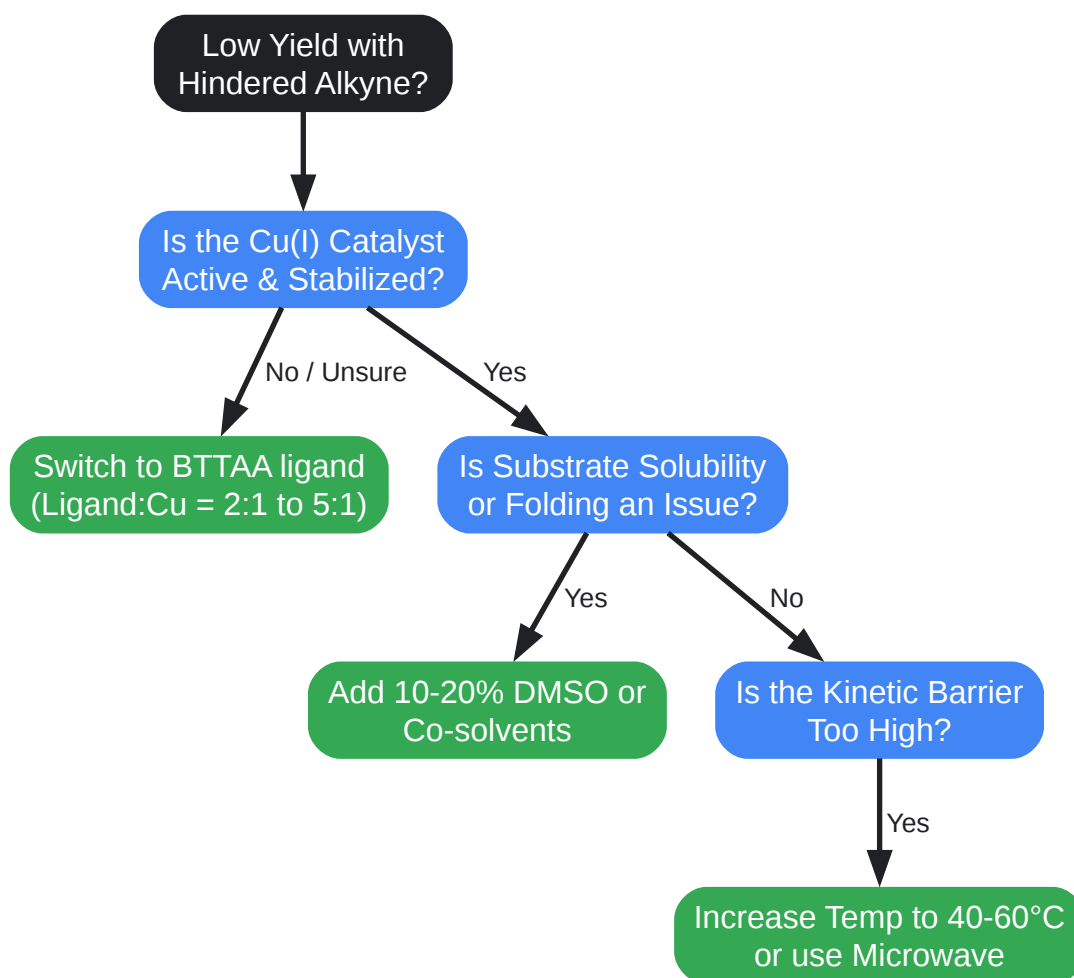 Low Yield with
Hindered Alkyne?
Is the Cu(I) Catalyst
Active & Stabilized?
No / Unsure
Yes
Switch to BTTAA ligand
(Ligand:Cu = 2:1 to 5:1)
Is Substrate Solubility
or Folding an Issue?
Yes
No
Add 10-20% DMSO or
Co-solvents
Is the Kinetic Barrier
Too High?
Yes
Increase Temp to 40-60°C
or use Microwave